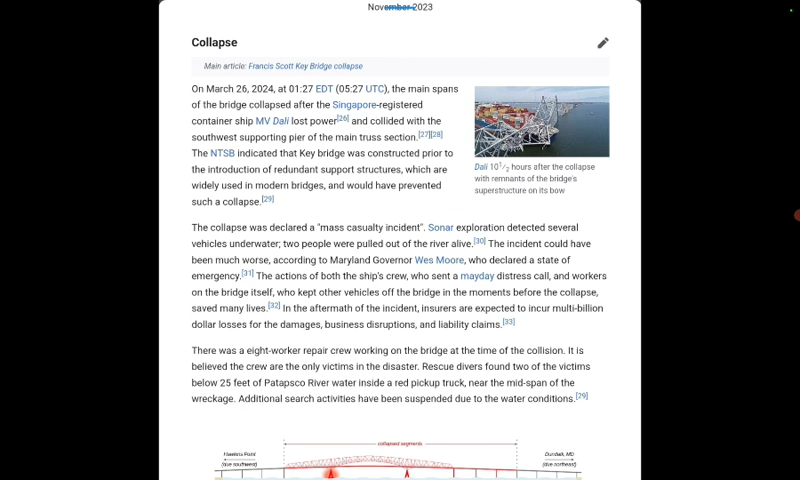 November 2023
Collapse
Main article: Francis Scott Key Bridge collapse
On March 26, 2024, at 01:27 EDT (05:27 UTC), the main spans
of the bridge collapsed after the Singapore-registered
container ship MV Dali lost power[26] and collided with the
southwest supporting pier of the main truss section.[27][28]
The NTSB indicated that Key bridge was constructed prior to
the introduction of redundant support structures, which are
widely used in modern bridges, and would have prevented
such a collapse.[29]
Dali 10 1/2 hours after the collapse
with remnants of the bridge's
superstructure on its bow
The collapse was declared a "mass casualty incident". Sonar exploration detected several
vehicles underwater; two people were pulled out of the river alive.[30] The incident could have
been much worse, according to Maryland Governor Wes Moore, who declared a state of
emergency.[31] The actions of both the ship's crew, who sent a mayday distress call, and workers
on the bridge itself, who kept other vehicles off the bridge in the moments before the collapse,
saved many lives.[32] In the aftermath of the incident, insurers are expected to incur multi-billion
dollar losses for the damages, business disruptions, and liability claims.[33]
There was a eight-worker repair crew working on the bridge at the time of the collision. It is
believed the crew are the only victims in the disaster. Rescue divers found two of the victims
below 25 feet of Patapsco River water inside a red pickup truck, near the mid-span of the
wreckage. Additional search activities have been suspended due to the water conditions.[29]
collapsed segments
Hawkins Point
(due southwest)
Dundalk, MD
(due northeast)